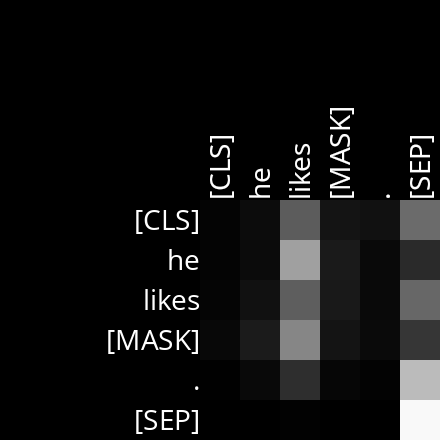 [CLS]
he
likes
[MASK]
.
[SEP]
[CLS]
he
likes
[MASK]
.
[SEP]